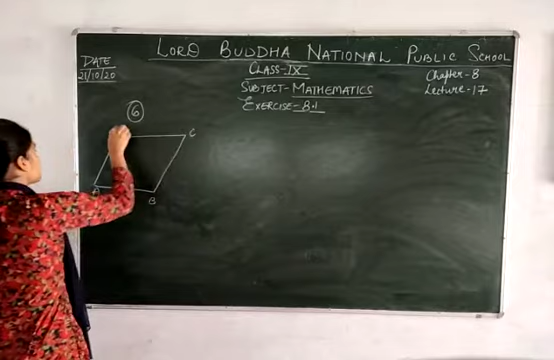 LORD BUDDHA NATIONAL PUBLIC SCHOOL
DATE
21/10/20
CLASS-IX
SUBJECT-MATHEMATICS
EXERCISE-8.1
Chapter-8
Lecture-17
6
C
A
B